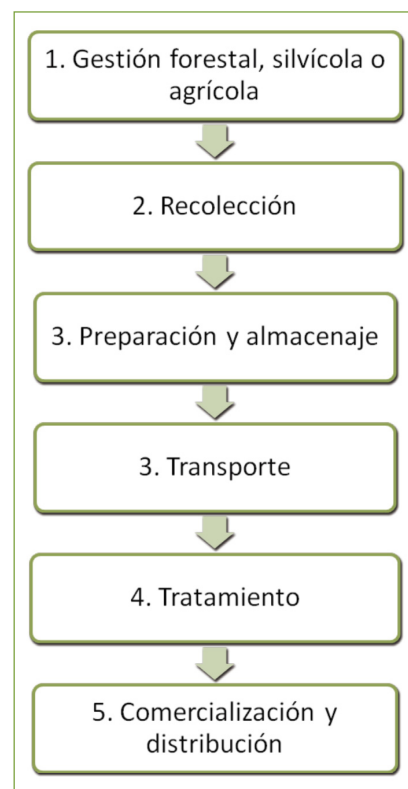 1. Gestión forestal, silvícola o
agrícola
2. Recolección
3. Preparación y almacenaje
3. Transporte
4. Tratamiento
5. Comercialización y
distribución